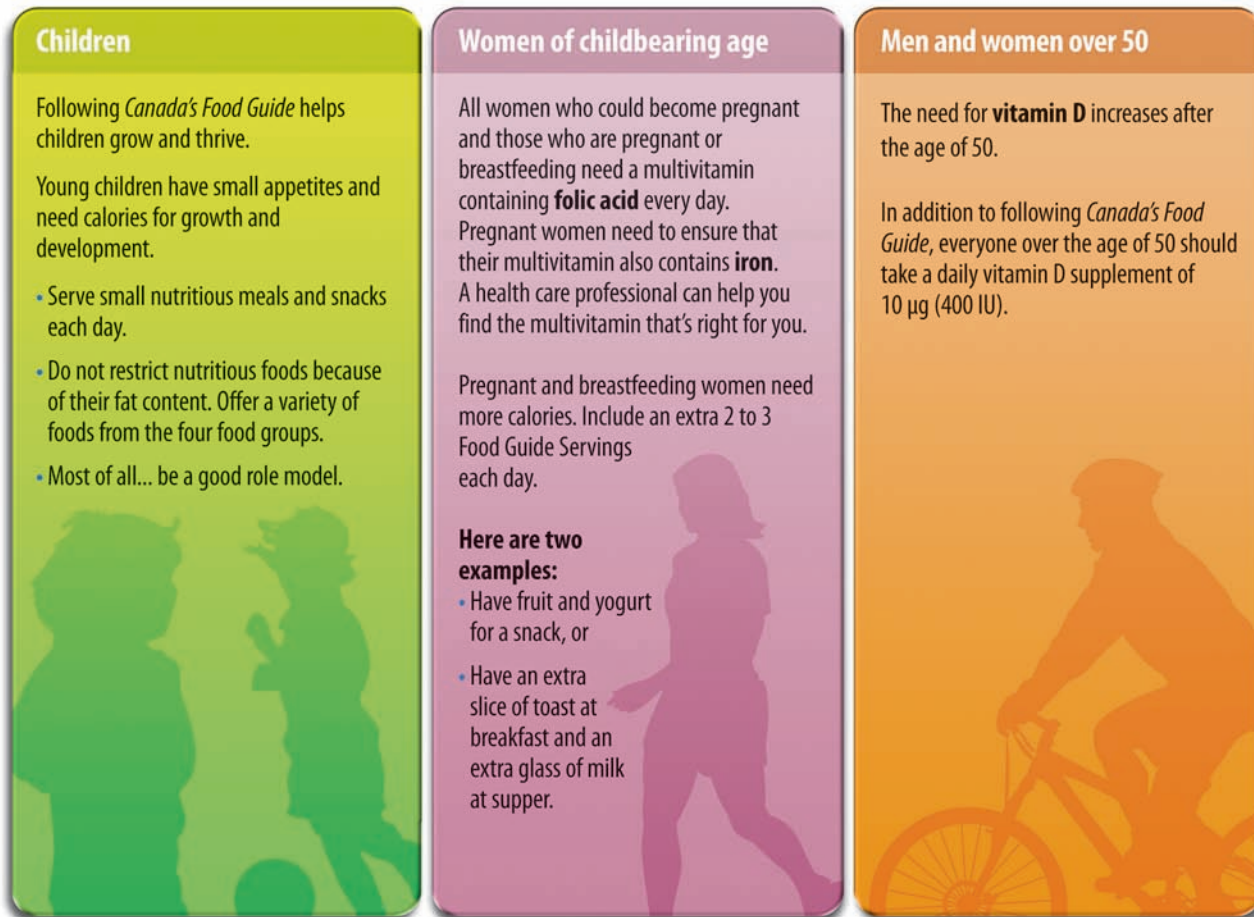 Children
Following Canada's Food Guide helps
children grow and thrive.
Young children have small appetites and
need calories for growth and
development.
• Serve small nutritious meals and snacks
each day.
• Do not restrict nutritious foods because
of their fat content. Offer a variety of
foods from the four food groups.
• Most of all... be a good role model.
Women of childbearing age
All women who could become pregnant
and those who are pregnant or
breastfeeding need a multivitamin
containing folic acid every day.
Pregnant women need to ensure that
their multivitamin also contains iron.
A health care professional can help you
find the multivitamin that's right for you.
Pregnant and breastfeeding women need
more calories. Include an extra 2 to 3
Food Guide Servings
each day.
Here are two
examples:
• Have fruit and yogurt
for a snack, or
• Have an extra
slice of toast at
breakfast and an
extra glass of milk
at supper.
Men and women over 50
The need for vitamin D increases after
the age of 50.
In addition to following Canada's Food
Guide, everyone over the age of 50 should
take a daily vitamin D supplement of
10 µg (400 IU).